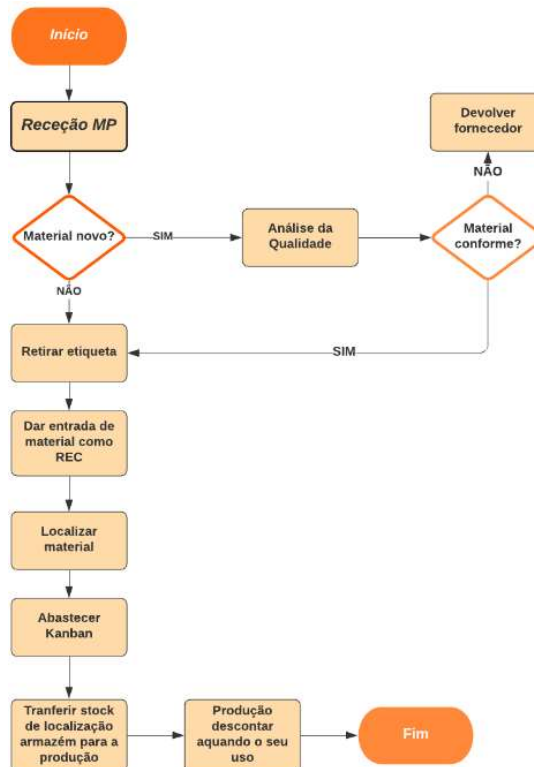 Início
Receção MP
Devolver
fornecedor
NÃO
Material novo?
SIM
Análise da
Qualidade
Material
conforme?
NÃO
Retirar etiqueta
SIM
Dar entrada de
material como
REC
Localizar
material
Abastecer
Kanban
Tranferir stock
de localização
armazém para a
produção
Produção
descontar
aquando o seu
uso
Fim